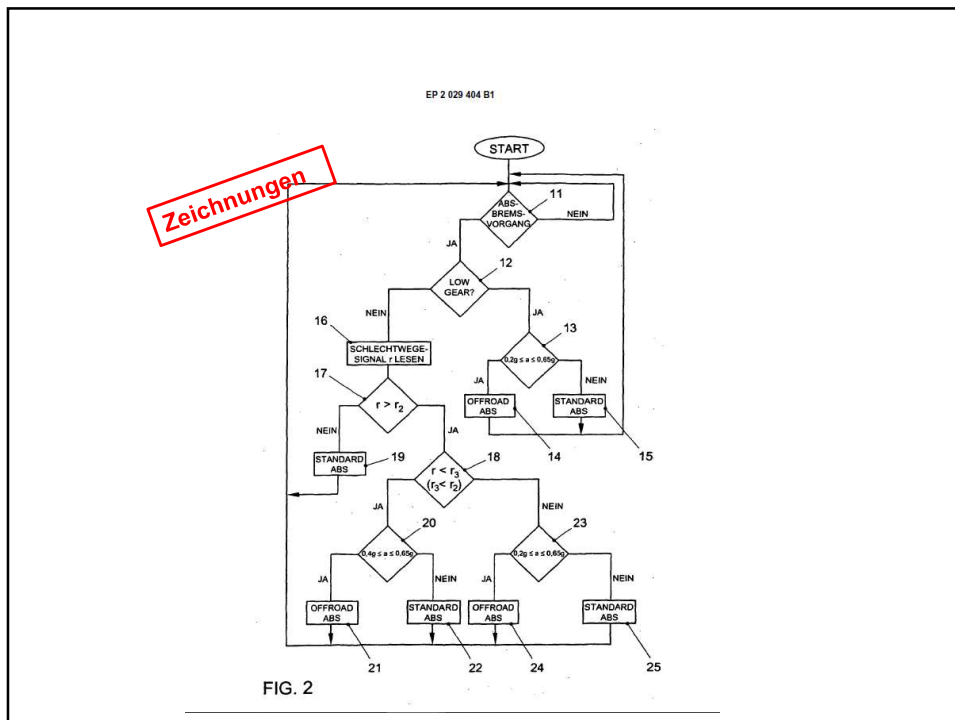 EP 2 029 404 B1
Zeichnungen
START
ABS-
BREMS-
VORGANG
11
NEIN
JA
12
LOW
GEAR?
NEIN
JA
16
SCHLECHTWEGE-
SIGNAL r LESEN
13
0,2g ≤ a ≤ 0,65g
17
r > r2
JA
NEIN
OFFROAD
ABS
STANDARD
ABS
14
15
NEIN
JA
STANDARD
ABS
19
18
r < r3
(r3< r2)
JA
NEIN
20
0,4g ≤ a ≤ 0,65g
23
0,2g ≤ a ≤ 0,65g
JA
NEIN
JA
NEIN
OFFROAD
ABS
STANDARD
ABS
OFFROAD
ABS
STANDARD
ABS
21
22
24
25
FIG. 2